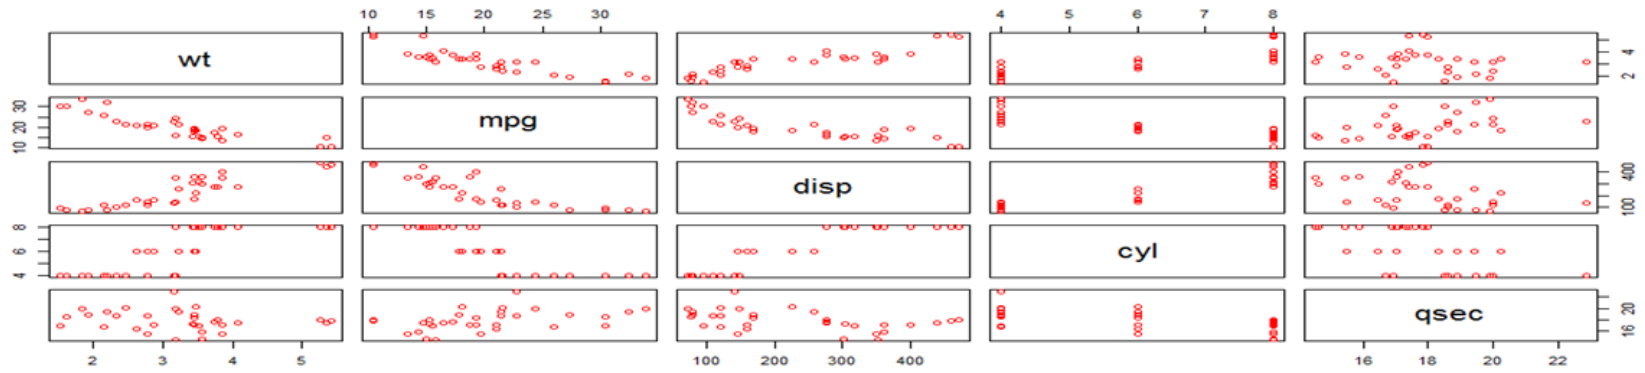 10 15 20 25 30 4 5 6 7 8
wt 2 4
10 20 30 mpg
disp 100 400
4 6 8 cyl
qsec 16 20
2 3 4 5 100 200 300 400 16 18 20 22